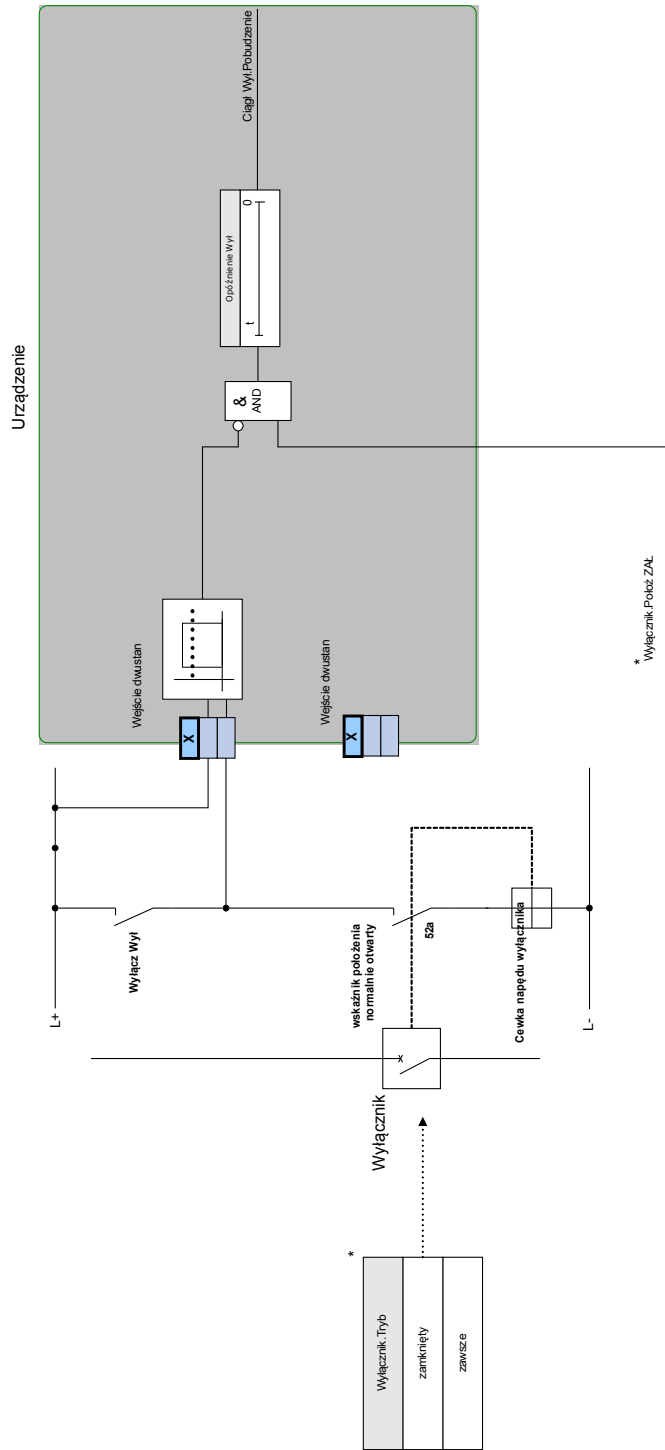 Urządzenie
Ciągł Wył.Pobudzenie
Opóźnienie Wył
t
0
&
AND
Wejście dwustan
X
Wejście dwustan
X
L+
Wyłącz Wył
wskaźnik położenia
normalnie otwarty
52a
Cewka napędu wyłącznika
L-
Wyłącznik
*
Wyłącznik.Tryb
zamknięty
zawsze
*
Wyłącznik.Położ ZAŁ